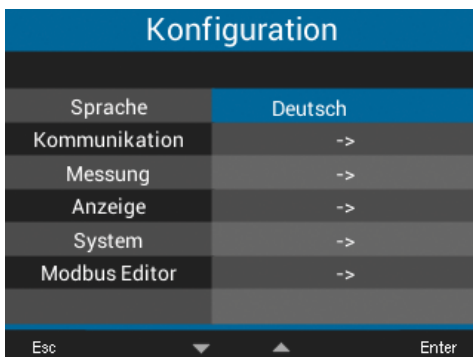 Konfiguration
Sprache Deutsch
Kommunikation ->
Messung ->
Anzeige ->
System ->
Modbus Editor ->
Esc Enter